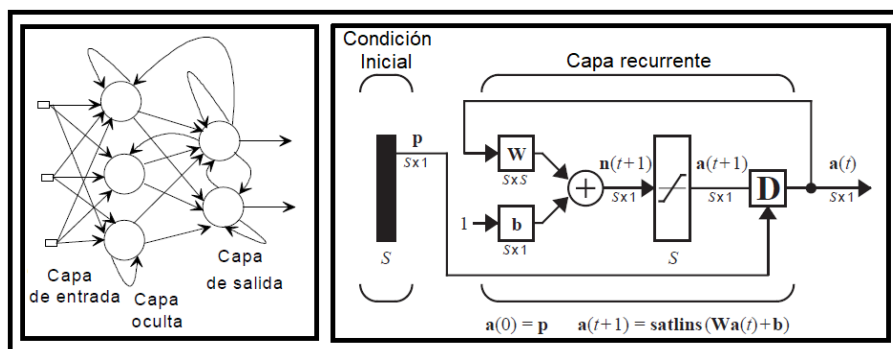 Capa
de entrada
Capa
oculta
Capa
de salida
Condición
Inicial
Capa recurrente
p
Sx1
S
W
SxS
1
b
Sx1
n(t+1)
Sx1
a(t+1)
Sx1
S
D
a(t)
Sx1
a(0) = p a(t+1) = satlins(Wa(t)+b)